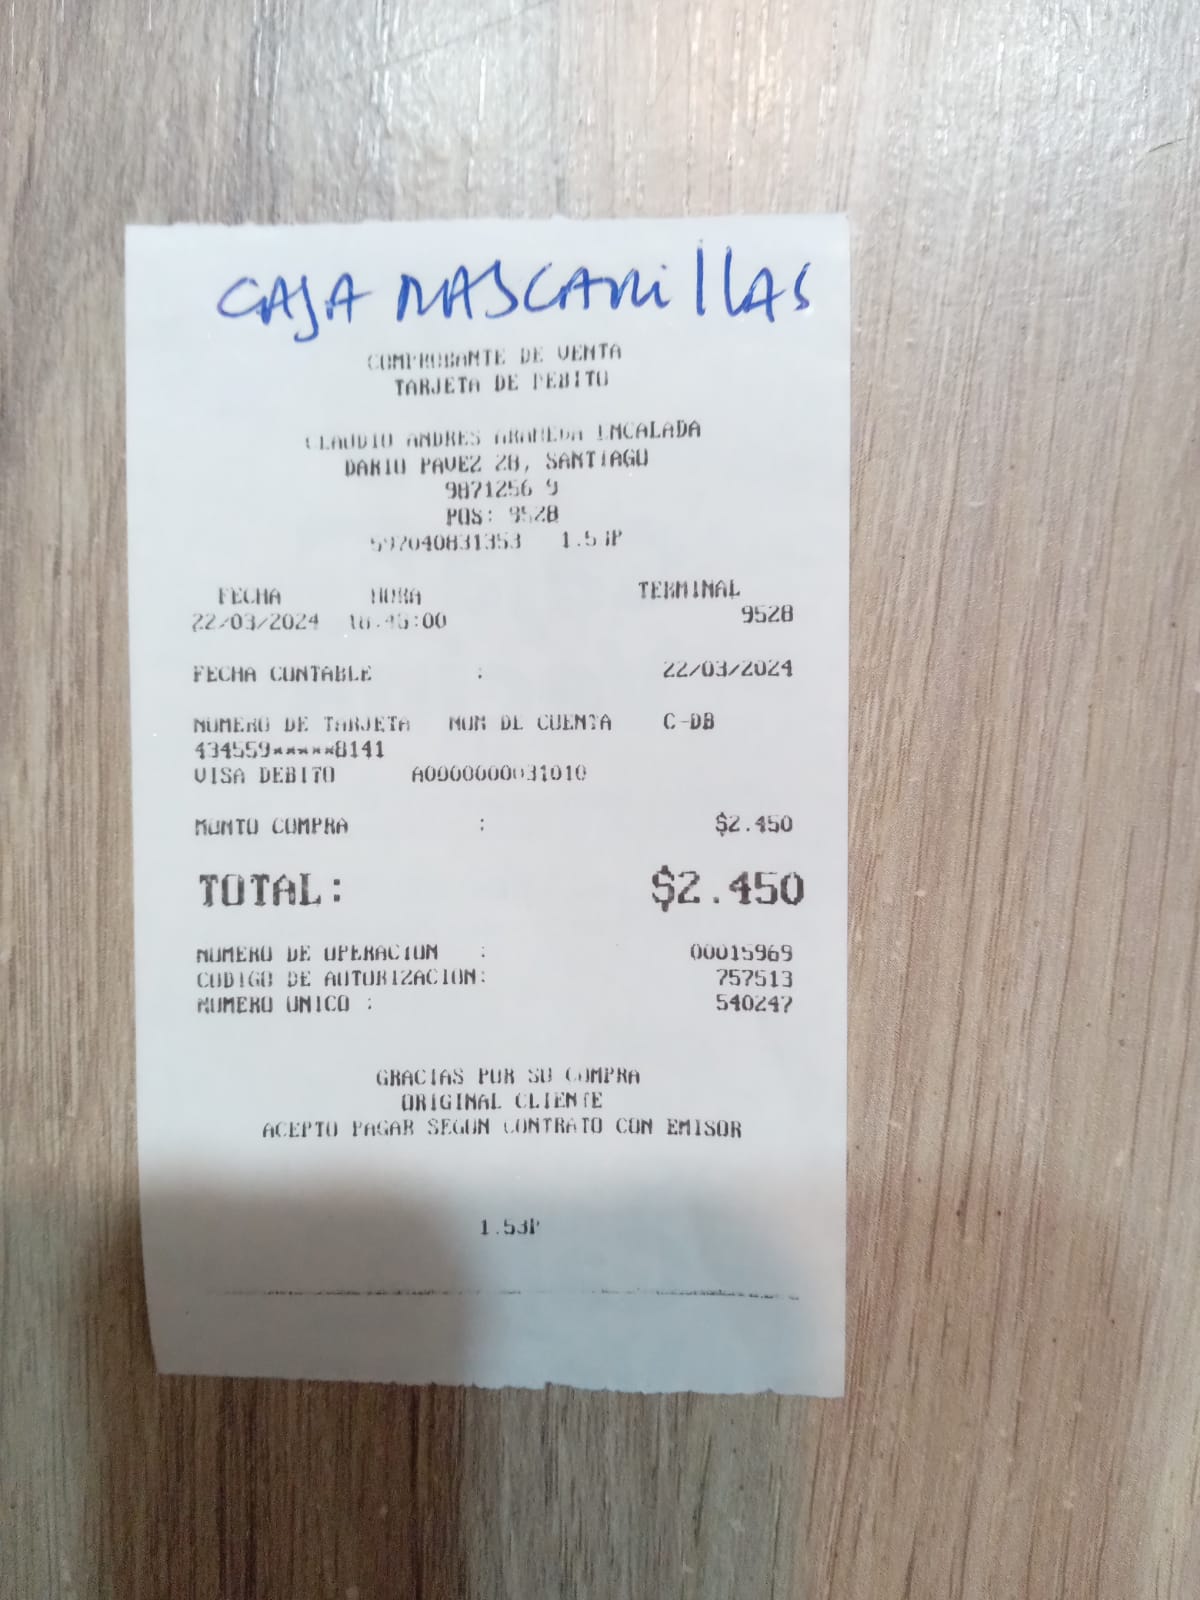 CAJA MASCARILLAS
COMPROBANTE DE VENTA
TARJETA DE DEBITO
CLAUDIO ANDRES ARANEDA ENCALADA
DARIO PAVEZ 28, SANTIAGO
9871256 9
POS: 9528
597040831353 1.53P
FECHA HORA TERMINAL
22/03/2024 9528
FECHA CONTABLE : 22/03/2024
NUMERO DE TARJETA NUM DE CUENTA C-DB
434559*****8141
VISA DEBITO A0000000031010
MONTO COMPRA : $2.450
TOTAL: $2.450
NUMERO DE OPERACION : 00015969
CODIGO DE AUTORIZACION: 757513
NUMERO UNICO : 540247
GRACIAS POR SU COMPRA
ORIGINAL CLIENTE
ACEPTO PAGAR SEGUN CONTRATO CON EMISOR
1.53P